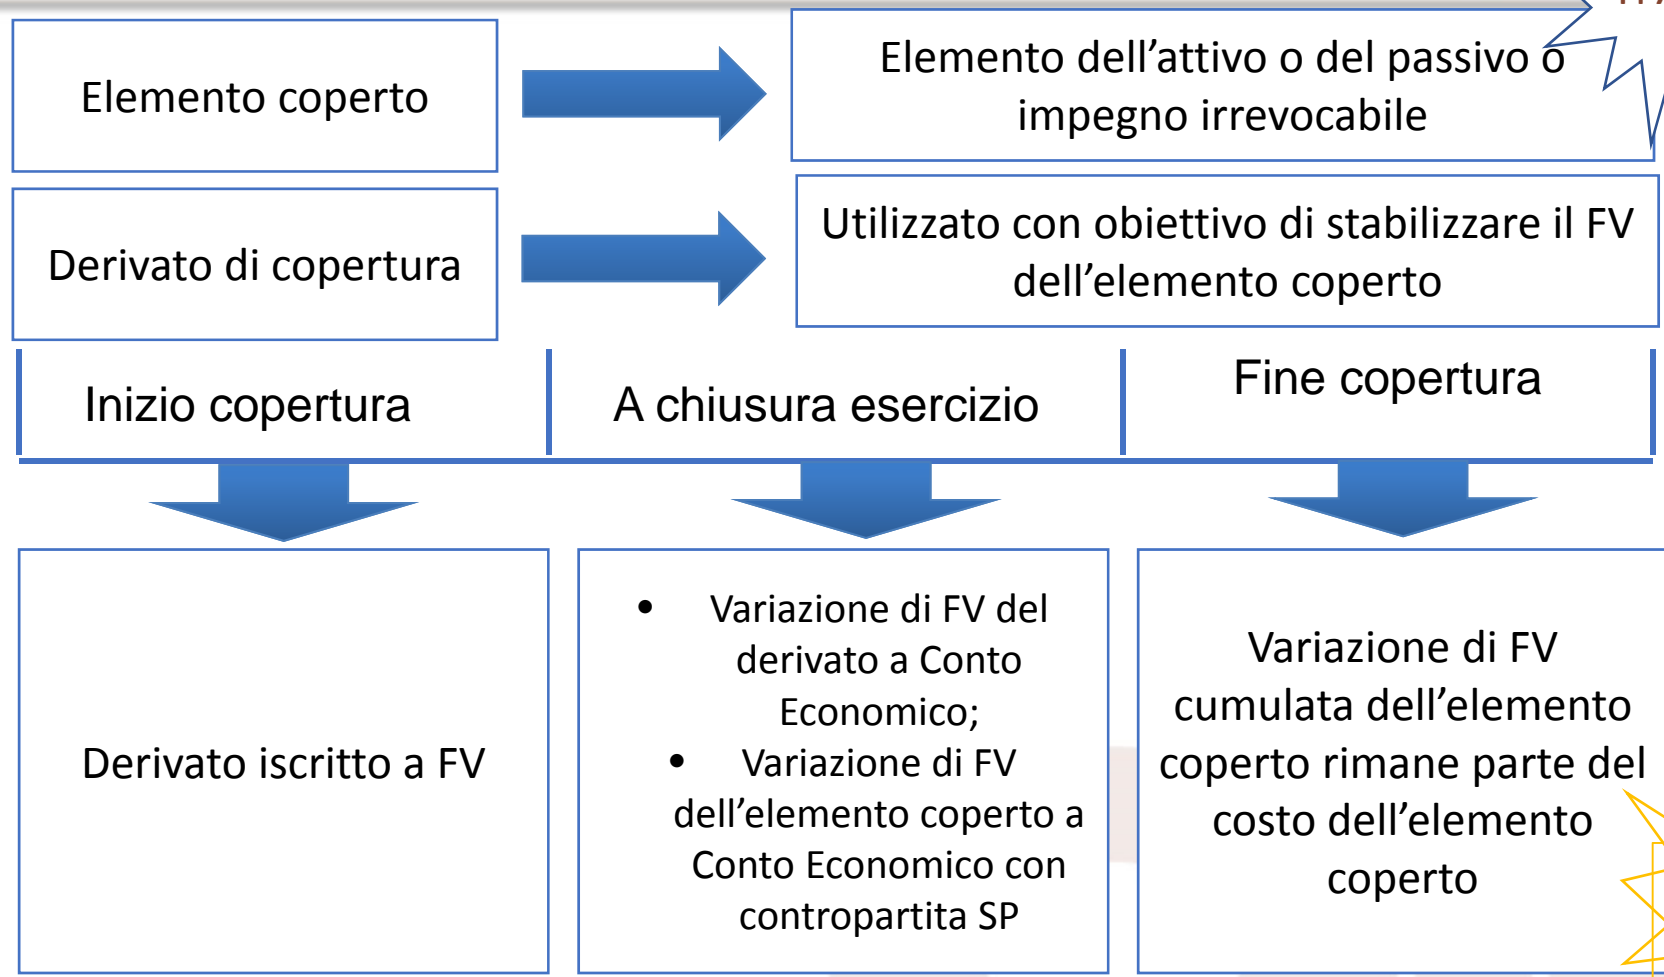 Elemento coperto
Elemento dell’attivo o del passivo o
impegno irrevocabile
Derivato di copertura
Utilizzato con obiettivo di stabilizzare il FV
dell’elemento coperto
Inizio copertura
A chiusura esercizio
Fine copertura
Derivato iscritto a FV
• Variazione di FV del
derivato a Conto
Economico;
• Variazione di FV
dell’elemento coperto a
Conto Economico con
contropartita SP
Variazione di FV
cumulata dell’elemento
coperto rimane parte del
costo dell’elemento
coperto